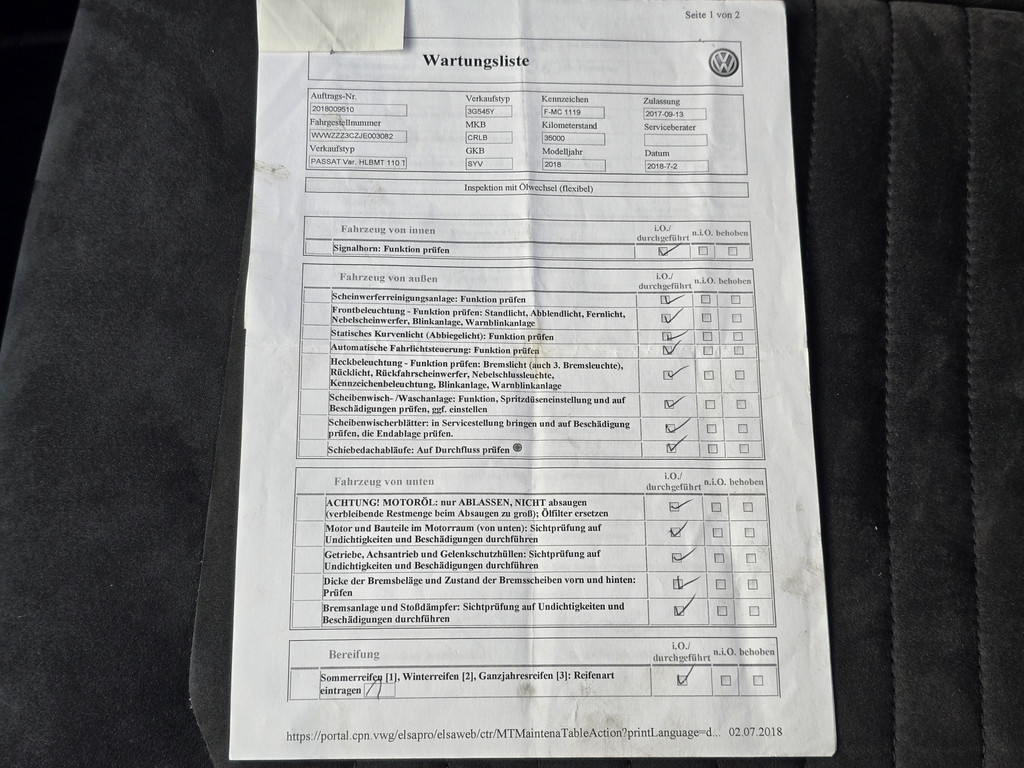 Seite 1 von 2
Wartungsliste
Auftrags-Nr. Verkaufstyp Kennzeichen Zulassung
2018009510 3G545Y F-MC 1119 2017-09-13
Fahrgestellnummer MKB Kilometerstand Serviceberater
WVWZZZ3CZJE003082 CRLB 35000
Verkaufstyp GKB Modelljahr Datum
PASSAT Var. HLBMT 110 1 SYV 2018 2018-7-2
Inspektion mit Ölwechsel (flexibel)
Fahrzeug von innen i.O./ durchgeführt n.i.O. behoben
Signalhorn: Funktion prüfen
Fahrzeug von außen i.O./ durchgeführt n.i.O. behoben
Scheinwerferreinigungsanlage: Funktion prüfen
Frontbeleuchtung - Funktion prüfen: Standlicht, Abblendlicht, Fernlicht,
Nebelscheinwerfer, Blinkanlage, Warnblinkanlage
Statisches Kurvenlicht (Abbiegelicht): Funktion prüfen
Automatische Fahrlichtsteuerung: Funktion prüfen
Heckbeleuchtung - Funktion prüfen: Bremslicht (auch 3. Bremsleuchte),
Rücklicht, Rückfahrscheinwerfer, Nebelschlussleuchte,
Kennzeichenbeleuchtung, Blinkanlage, Warnblinkanlage
Scheibenwisch- /Waschanlage: Funktion, Spritzdüseneinstellung und auf
Beschädigungen prüfen, ggf. einstellen
Scheibenwischerblätter: in Servicestellung bringen und auf Beschädigung
prüfen, die Endablage prüfen.
Schiebedachabläufe: Auf Durchfluss prüfen
Fahrzeug von unten i.O./ durchgeführt n.i.O. behoben
ACHTUNG! MOTORÖL: nur ABLASSEN, NICHT absaugen
(verbleibende Restmenge beim Absaugen zu groß); Ölfilter ersetzen
Motor und Bauteile im Motorraum (von unten): Sichtprüfung auf
Undichtigkeiten und Beschädigungen durchführen
Getriebe, Achsantrieb und Gelenkschutzhüllen: Sichtprüfung auf
Undichtigkeiten und Beschädigungen durchführen
Dicke der Bremsbeläge und Zustand der Bremsscheiben vorn und hinten:
Prüfen
Bremsanlage und Stoßdämpfer: Sichtprüfung auf Undichtigkeiten und
Beschädigungen durchführen
Bereifung i.O./ durchgeführt n.i.O. behoben
Sommerreifen [1], Winterreifen [2], Ganzjahresreifen [3]: Reifenart
eintragen 1
https://portal.cpn.vwg/elsapro/elsaweb/ctr/MTMaintenaTableAction?printLanguage=d... 02.07.2018